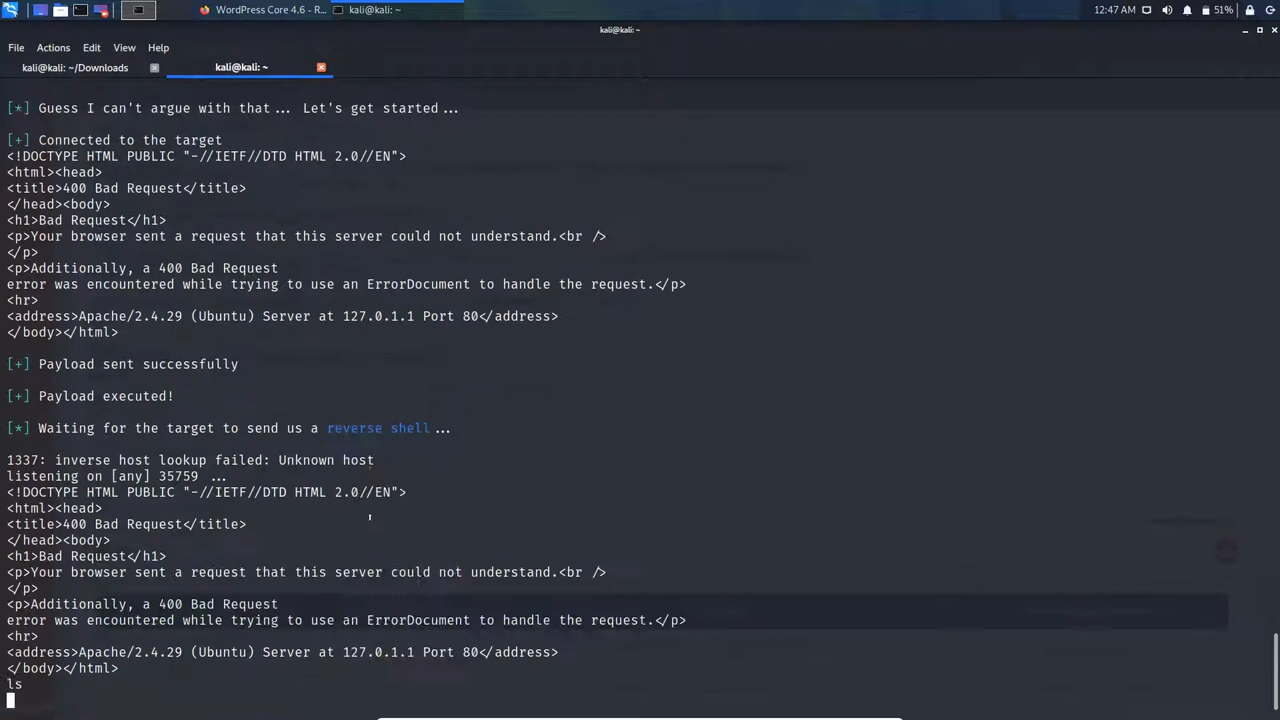 WordPress Core 4.6 - R...
kali@kali: ~
12:47 AM
51%
kali@kali: ~
File Actions Edit View Help
kali@kali: ~/Downloads
kali@kali: ~
[*] Guess I can't argue with that... Let's get started...
[+] Connected to the target
<!DOCTYPE HTML PUBLIC "-//IETF//DTD HTML 2.0//EN">
<html><head>
<title>400 Bad Request</title>
</head><body>
<h1>Bad Request</h1>
<p>Your browser sent a request that this server could not understand.<br />
</p>
<p>Additionally, a 400 Bad Request
error was encountered while trying to use an ErrorDocument to handle the request.</p>
<hr>
<address>Apache/2.4.29 (Ubuntu) Server at 127.0.1.1 Port 80</address>
</body></html>
[+] Payload sent successfully
[+] Payload executed!
[*] Waiting for the target to send us a reverse shell...
1337: inverse host lookup failed: Unknown host
listening on [any] 35759 ...
<!DOCTYPE HTML PUBLIC "-//IETF//DTD HTML 2.0//EN">
<html><head>
<title>400 Bad Request</title>
</head><body>
<h1>Bad Request</h1>
<p>Your browser sent a request that this server could not understand.<br />
</p>
<p>Additionally, a 400 Bad Request
error was encountered while trying to use an ErrorDocument to handle the request.</p>
<hr>
<address>Apache/2.4.29 (Ubuntu) Server at 127.0.1.1 Port 80</address>
</body></html>
ls